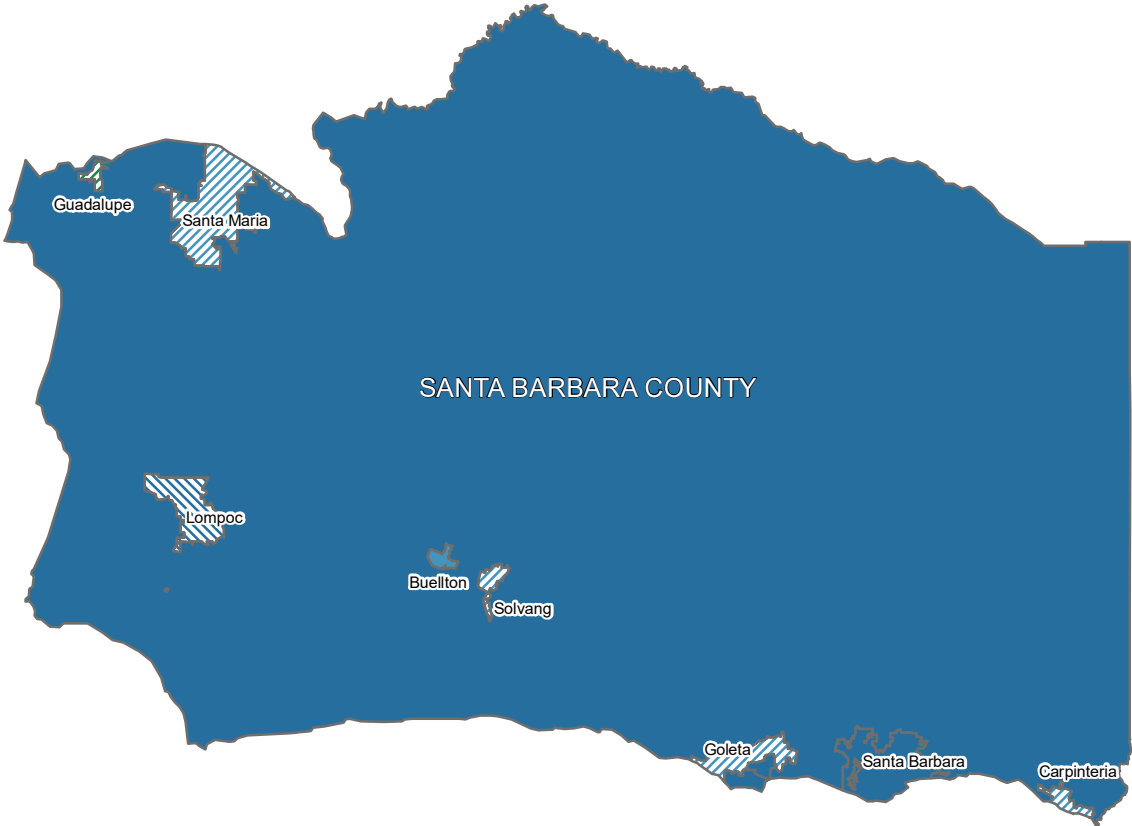 Guadalupe
Santa Maria
SANTA BARBARA COUNTY
Lompoc
Buellton
Solvang
Goleta
Santa Barbara
Carpinteria